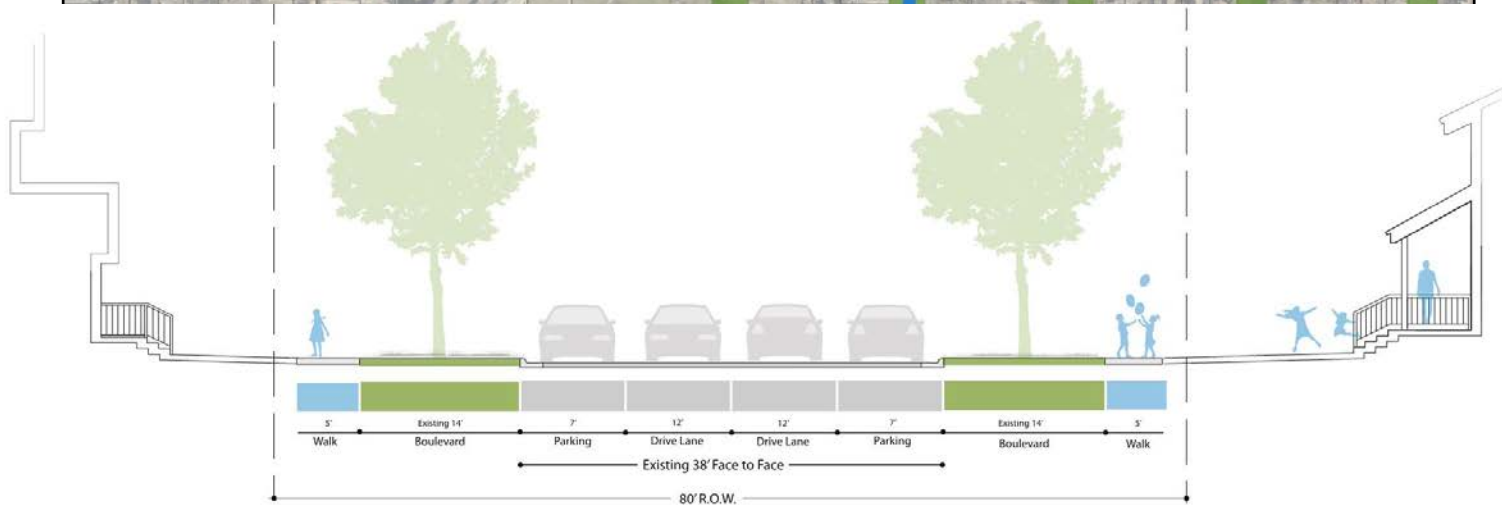 5' Existing 14' 7' 12' 12' 7' Existing 14' 5'
Walk Boulevard Parking Drive Lane Drive Lane Parking Boulevard Walk
Existing 38' Face to Face
80' R.O.W.